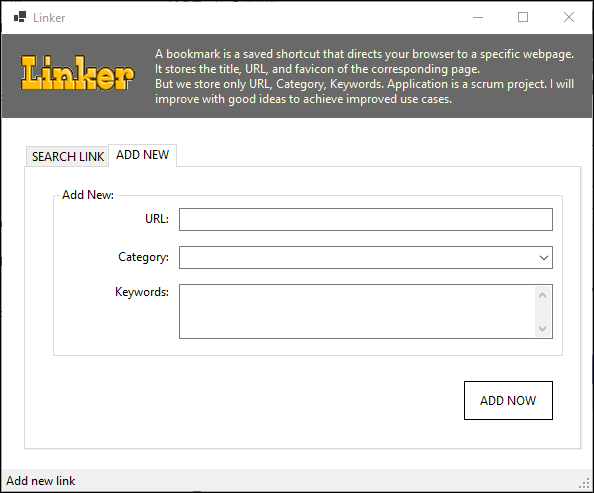 Linker
Linker
A bookmark is a saved shortcut that directs your browser to a specific webpage.
It stores the title, URL, and favicon of the corresponding page.
But we store only URL, Category, Keywords. Application is a scrum project. I will
improve with good ideas to achieve improved use cases.
SEARCH LINK
ADD NEW
Add New:
URL:
Category:
Keywords:
ADD NOW
Add new link